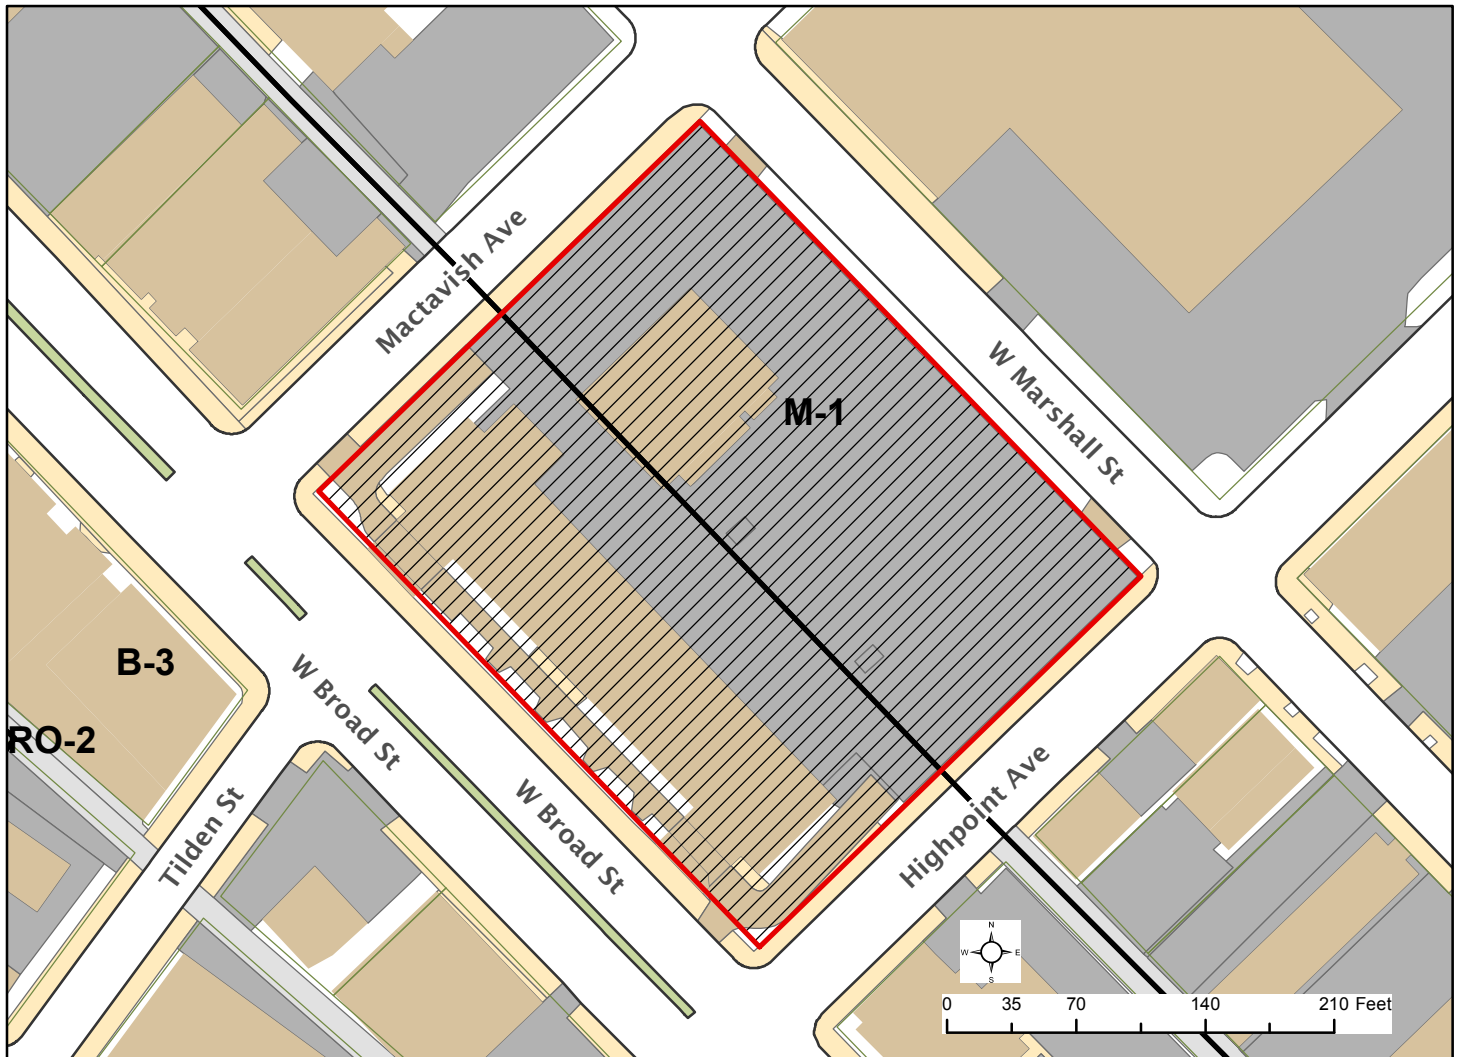 Mactavish Ave
M-1
W Marshall St
B-3
RO-2
W Broad St
W Broad St
Tilden St
Highpoint Ave
N
W E
S
0 35 70 140 210 Feet